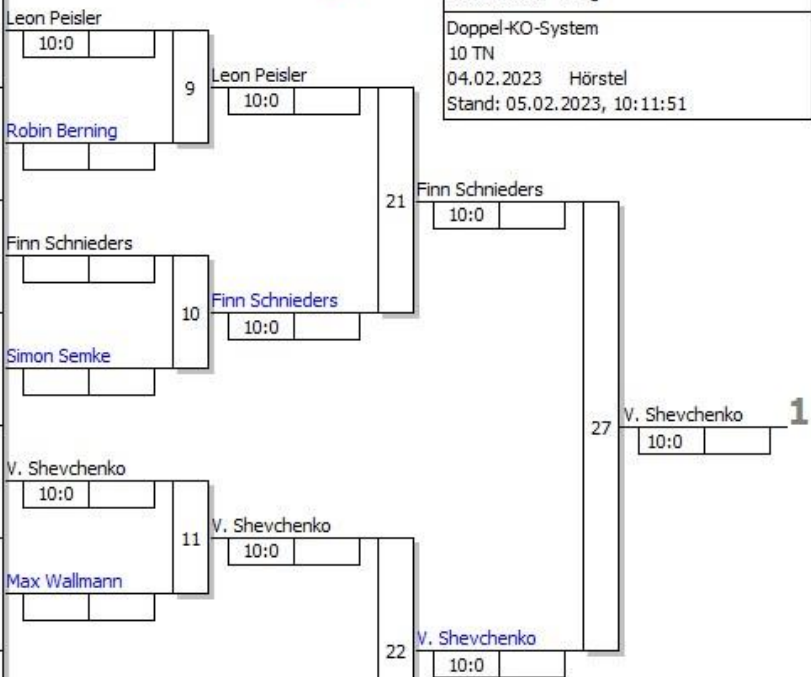 Leon Peisler
10:0
9
Robin Berning
Leon Peisler
10:0
Doppel-KO-System
10 TN
04.02.2023 Hörstel
Stand: 05.02.2023, 10:11:51
21
Finn Schnieders
10:0
Finn Schnieders
10
Finn Schnieders
10:0
Simon Semke
27
V. Shevchenko
10:0
1
V. Shevchenko
10:0
11
V. Shevchenko
10:0
Max Wallmann
22
V. Shevchenko
10:0